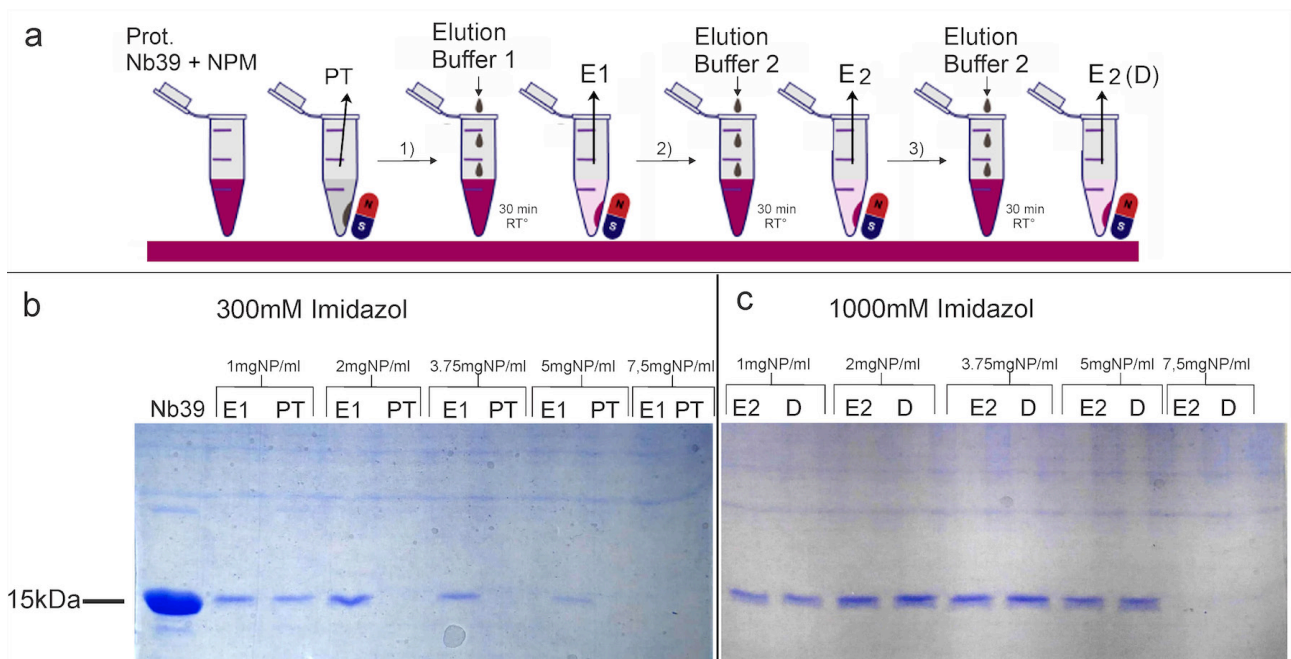 a
Prot.
Nb39 + NPM
PT
1)
Elution
Buffer 1
30 min
RT°
E1
N
S
2)
Elution
Buffer 2
30 min
RT°
E2
N
S
3)
Elution
Buffer 2
30 min
RT°
E2 (D)
N
S
N
S
b
300mM Imidazol
1mgNP/ml 2mgNP/ml 3.75mgNP/ml 5mgNP/ml 7,5mgNP/ml
Nb39 E1 PT E1 PT E1 PT E1 PT E1 PT
15kDa
c
1000mM Imidazol
1mgNP/ml 2mgNP/ml 3.75mgNP/ml 5mgNP/ml 7,5mgNP/ml
E2 D E2 D E2 D E2 D E2 D